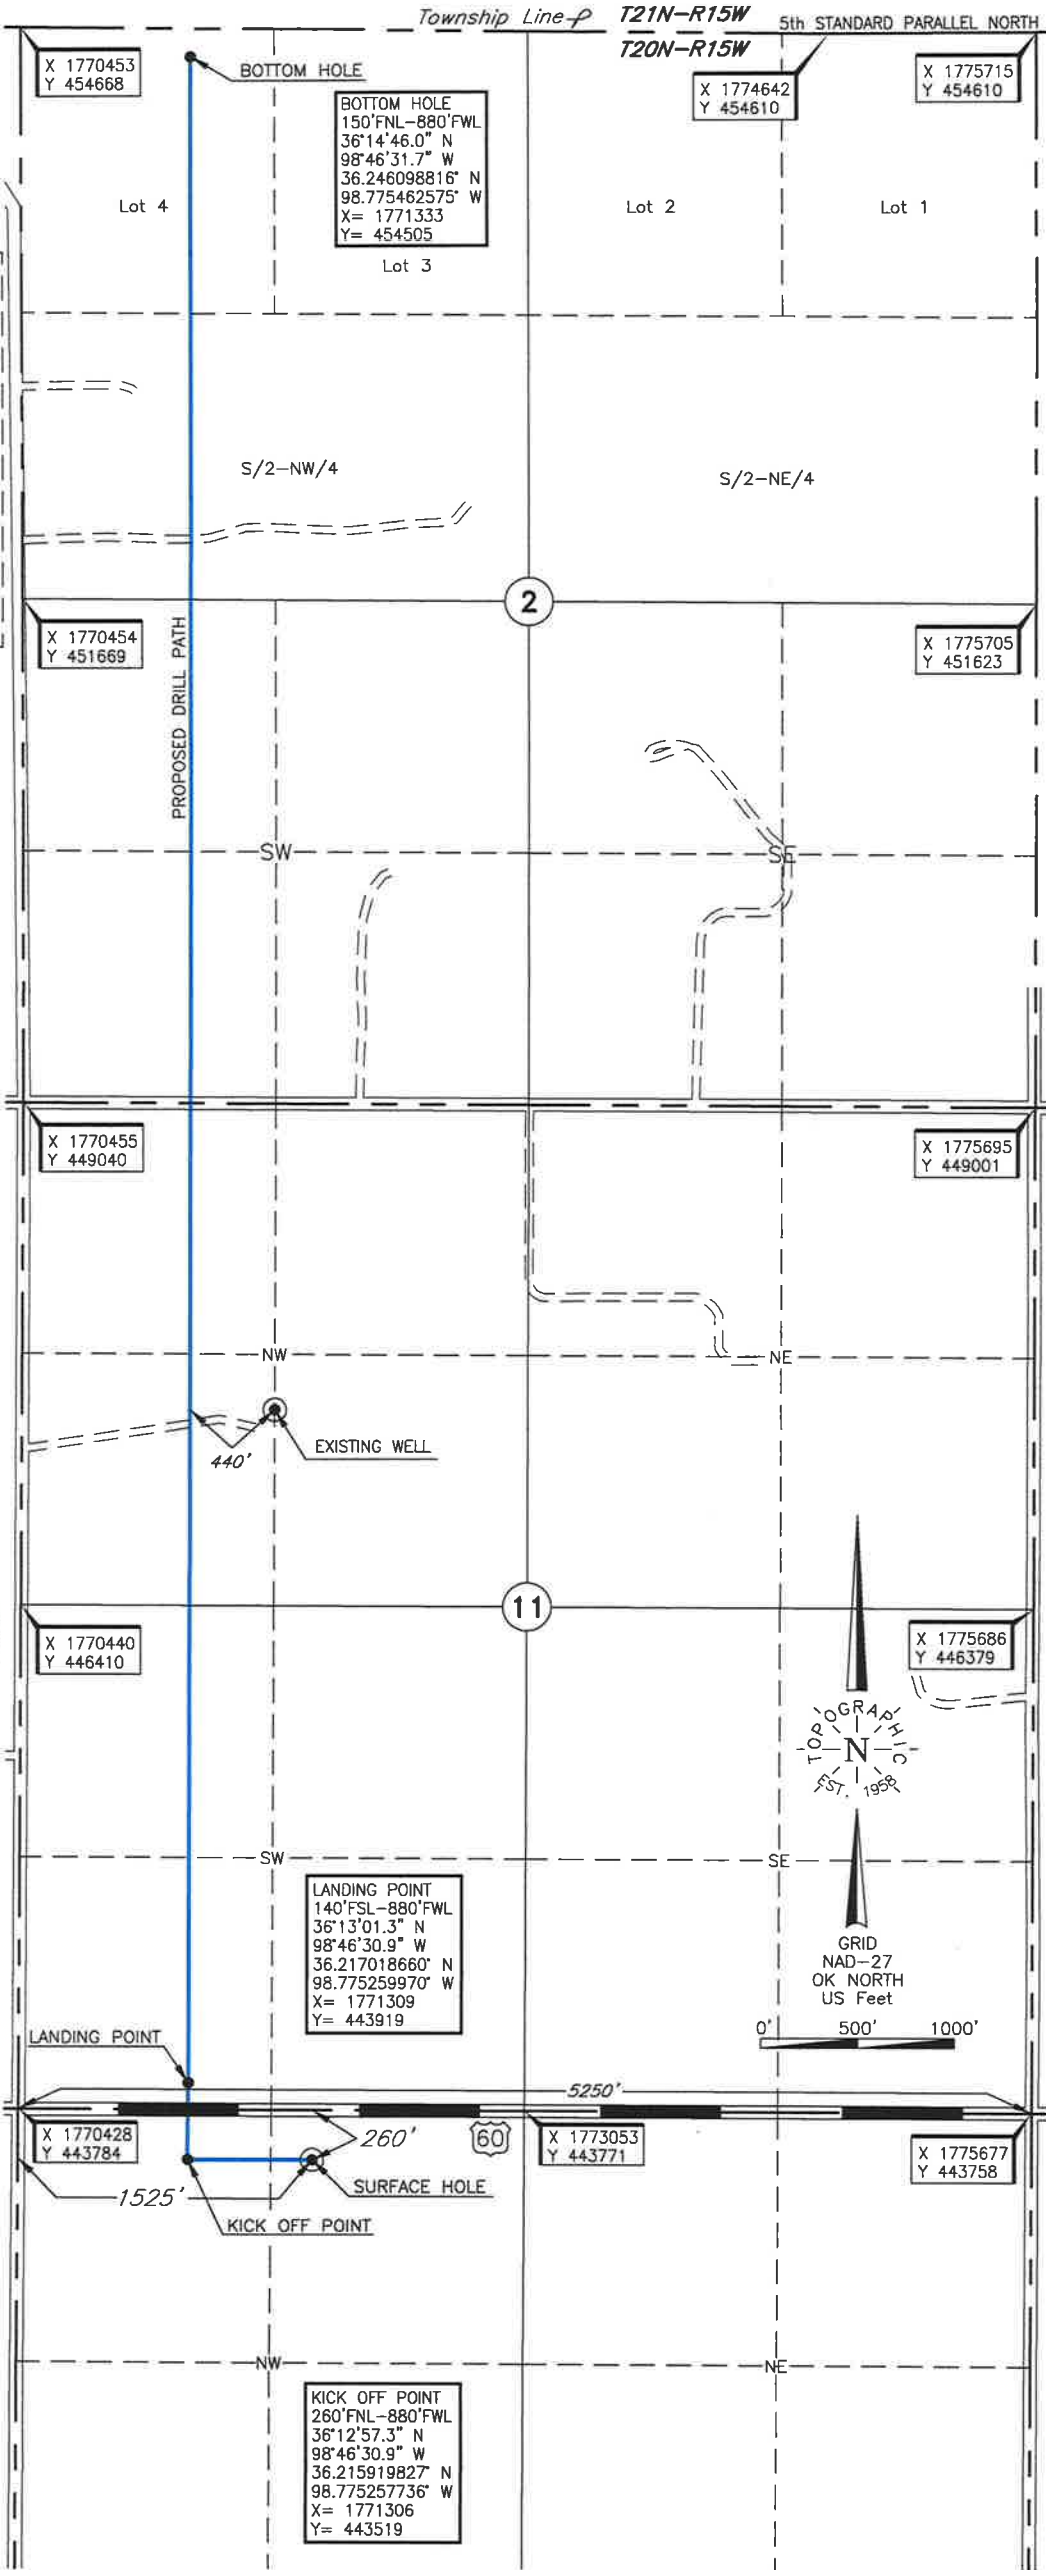 Township Line
T21N-R15W
5th STANDARD PARALLEL NORTH
T20N-R15W
X 1770453
Y 454668
BOTTOM HOLE
X 1774642
Y 454610
X 1775715
Y 454610
BOTTOM HOLE
150'FNL-880'FWL
36°14'46.0" N
98°46'31.7" W
36.246098816° N
98.775462575° W
X= 1771333
Y= 454505
Lot 4
Lot 3
Lot 2
Lot 1
S/2-NW/4
S/2-NE/4
2
X 1770454
Y 451669
X 1775705
Y 451623
PROPOSED DRILL PATH
SW
SE
X 1770455
Y 449040
X 1775695
Y 449001
NW
NE
440'
EXISTING WELL
11
X 1770440
Y 446410
X 1775686
Y 446379
TOPOGRAPHIC
N
EST. 1958
SW
SE
LANDING POINT
140'FSL-880'FWL
36°13'01.3" N
98°46'30.9" W
36.217018660° N
98.775259970° W
X= 1771309
Y= 443919
GRID
NAD-27
OK NORTH
US Feet
0' 500' 1000'
LANDING POINT
5250'
X 1770428
Y 443784
260'
60
X 1773053
Y 443771
X 1775677
Y 443758
1525'
SURFACE HOLE
KICK OFF POINT
NW
NE
KICK OFF POINT
260'FNL-880'FWL
36°12'57.3" N
98°46'30.9" W
36.215919827° N
98.775257736° W
X= 1771306
Y= 443519